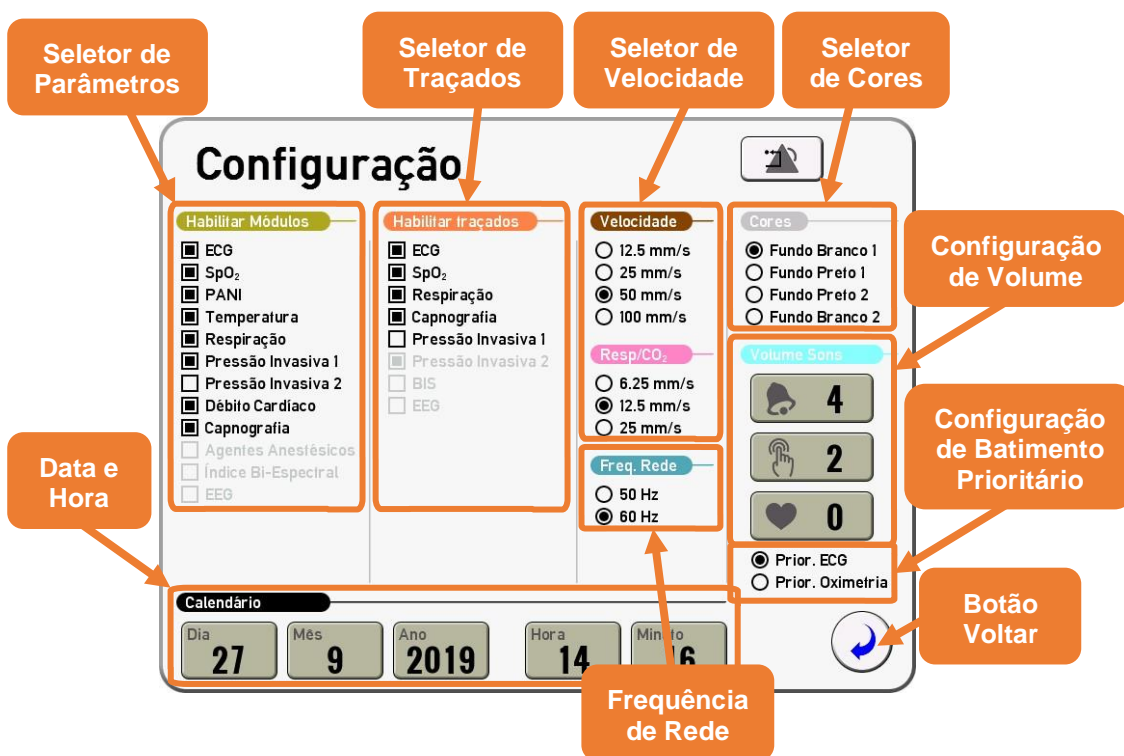 Seletor de
Parâmetros
Seletor de
Traçados
Seletor de
Velocidade
Seletor
de Cores
Configuração
Habilitar Módulos
ECG
SpO₂
PANI
Temperatura
Respiração
Pressão Invasiva 1
Pressão Invasiva 2
Débito Cardíaco
Capnografia
Agentes Anestésicos
Índice Bi-Espectral
EEG
Habilitar traçados
ECG
SpO₂
Respiração
Capnografia
Pressão Invasiva 1
Pressão Invasiva 2
BIS
EEG
Velocidade
12.5 mm/s
25 mm/s
50 mm/s
100 mm/s
Resp/CO₂
6.25 mm/s
12.5 mm/s
25 mm/s
Freq. Rede
50 Hz
60 Hz
Cores
Fundo Branco 1
Fundo Preto 1
Fundo Preto 2
Fundo Branco 2
Volume Sons
4
2
0
Prior. ECG
Prior. Oximetria
Configuração
de Volume
Configuração
de Batimento
Prioritário
Data e
Hora
Calendário
Dia
27
Mês
9
Ano
2019
Hora
14
Minuto
16
Botão
Voltar
Frequência
de Rede